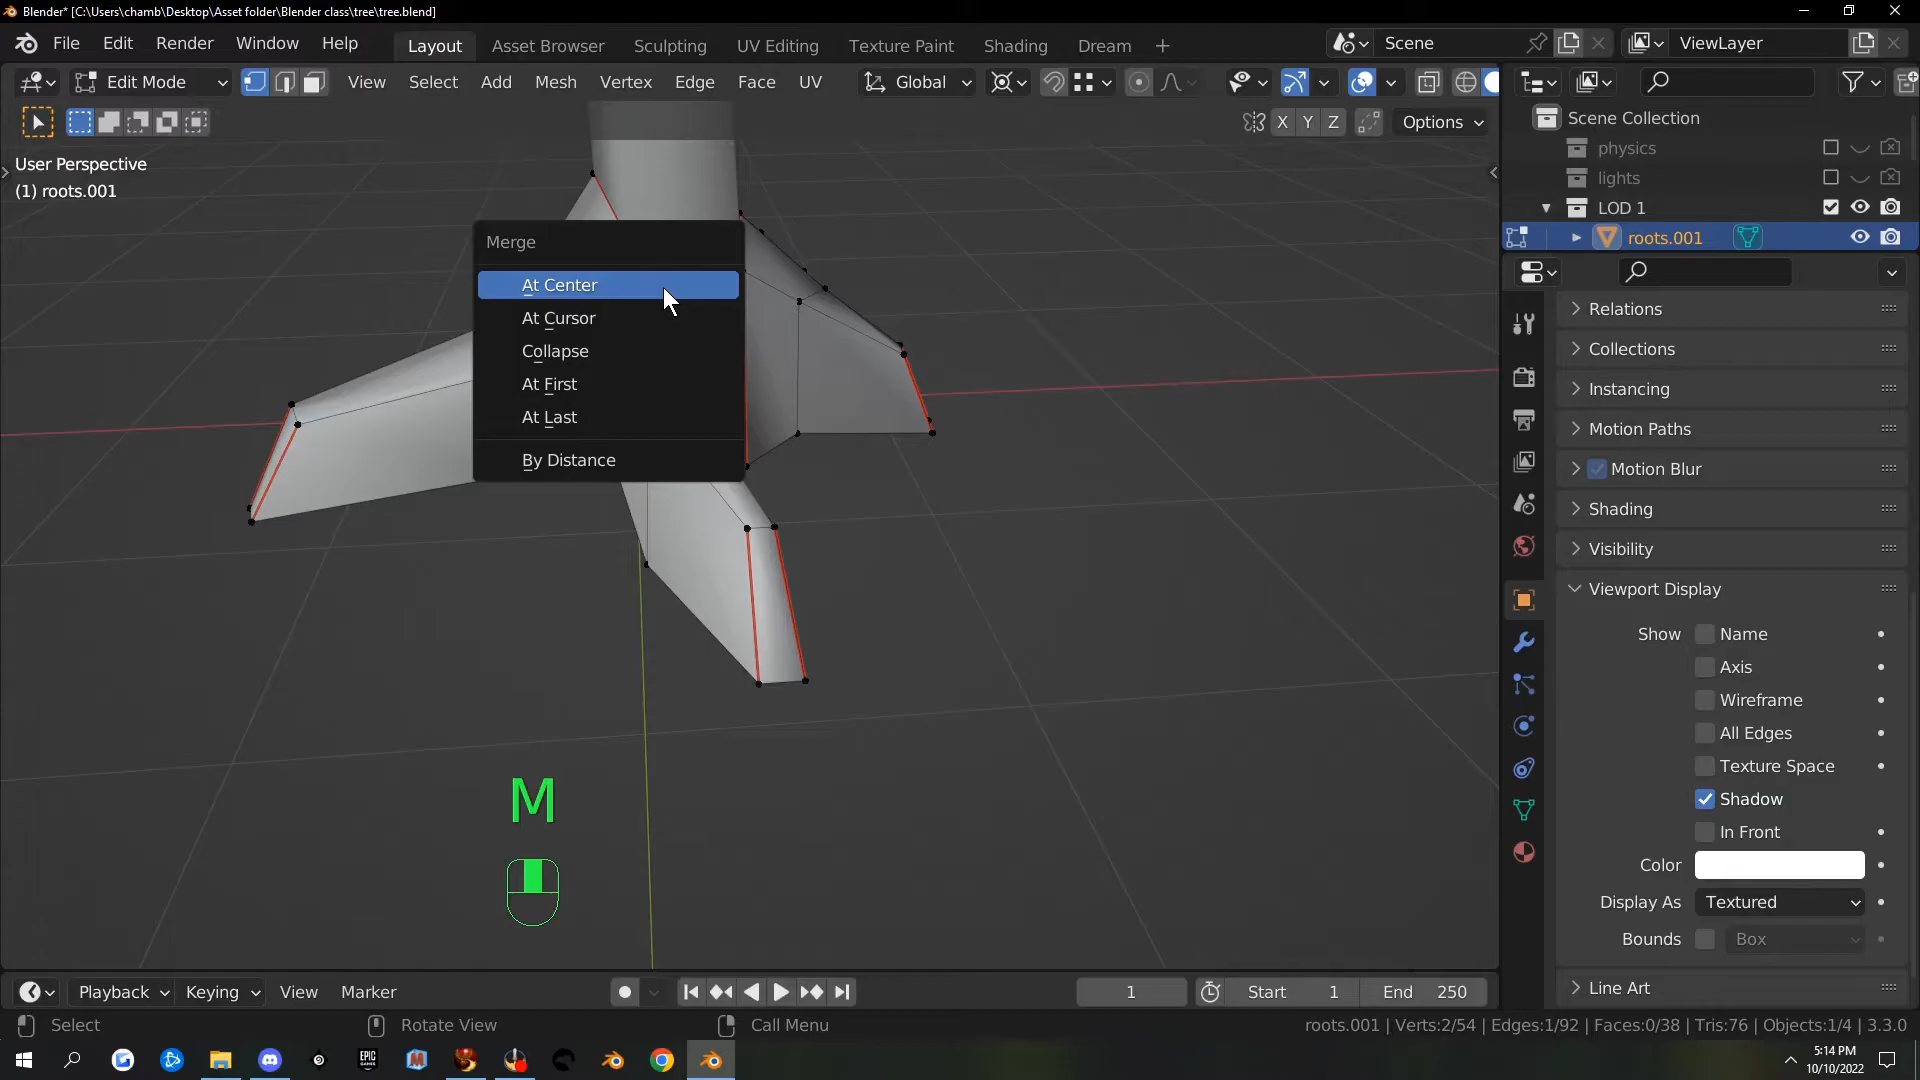 Blender* [C:\Users\chamb\Desktop\Asset folder\Blender class\tree\tree.blend]
File Edit Render Window Help Layout Asset Browser Sculpting UV Editing Texture Paint Shading Dream + Scene ViewLayer
Edit Mode View Select Add Mesh Vertex Edge Face UV Global
X Y Z Options
User Perspective
(1) roots.001
Scene Collection
physics
lights
LOD 1
roots.001
Merge
At Center
At Cursor
Collapse
At First
At Last
By Distance
M
Relations
Collections
Instancing
Motion Paths
Motion Blur
Shading
Visibility
Viewport Display
Show Name
Axis
Wireframe
All Edges
Texture Space
Shadow
In Front
Color
Display As Textured
Bounds Box
Line Art
Playback Keying View Marker 1 Start 1 End 250
Select Rotate View Call Menu roots.001 | Verts:2/54 | Edges:1/92 | Faces:0/38 | Tris:76 | Objects:1/4 | 3.3.0
EPIC GAMES
5:14 PM
10/10/2022